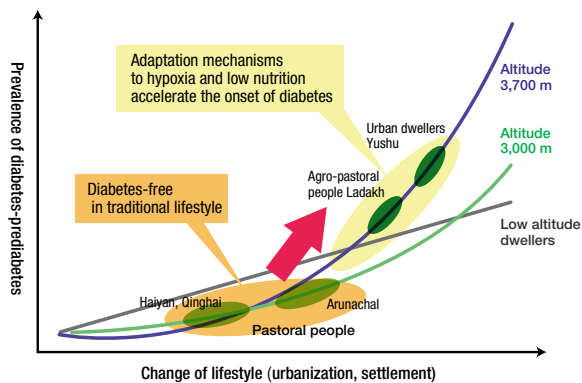 Prevalence of diabetes-prediabetes
Adaptation mechanisms
to hypoxia and low nutrition
accelerate the onset of diabetes
Altitude
3,700 m
Urban dwellers
Yushu
Altitude
3,000 m
Agro-pastoral
people Ladakh
Diabetes-free
in traditional lifestyle
Low altitude
dwellers
Haiyan, Qinghai
Arunachal
Pastoral people
Change of lifestyle (urbanization, settlement)